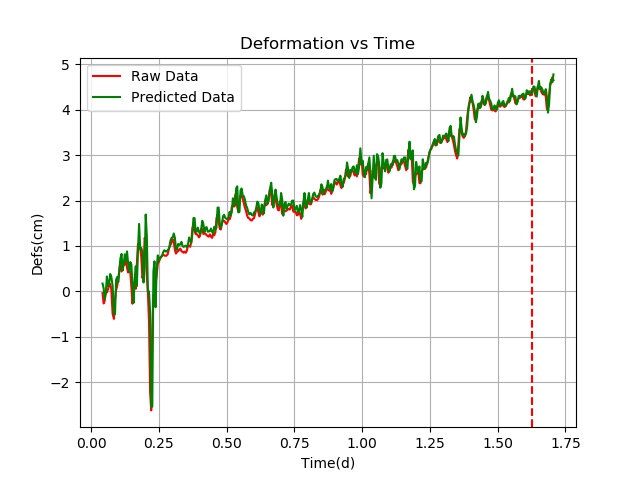 Deformation vs Time
Raw Data
Predicted Data
Defs(cm)
5
4
3
2
1
0
−1
−2
0.00 0.25 0.50 0.75 1.00 1.25 1.50 1.75
Time(d)